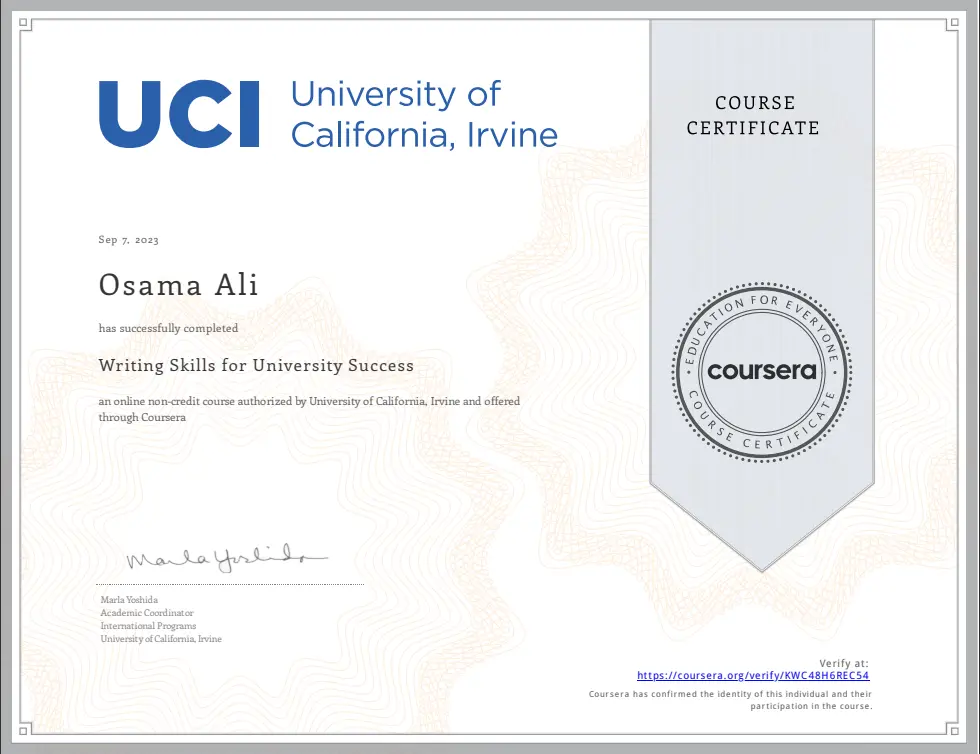 UCI University of
California, Irvine
COURSE
CERTIFICATE
Sep 7, 2023
Osama Ali
has successfully completed
Writing Skills for University Success
an online non-credit course authorized by University of California, Irvine and offered
through Coursera
EDUCATION FOR EVERYONE
coursera
COURSE CERTIFICATE
Marla Yoshida
Marla Yoshida
Academic Coordinator
International Programs
University of California, Irvine
Verify at:
https://coursera.org/verify/KWC48H6REC54
Coursera has confirmed the identity of this individual and their
participation in the course.